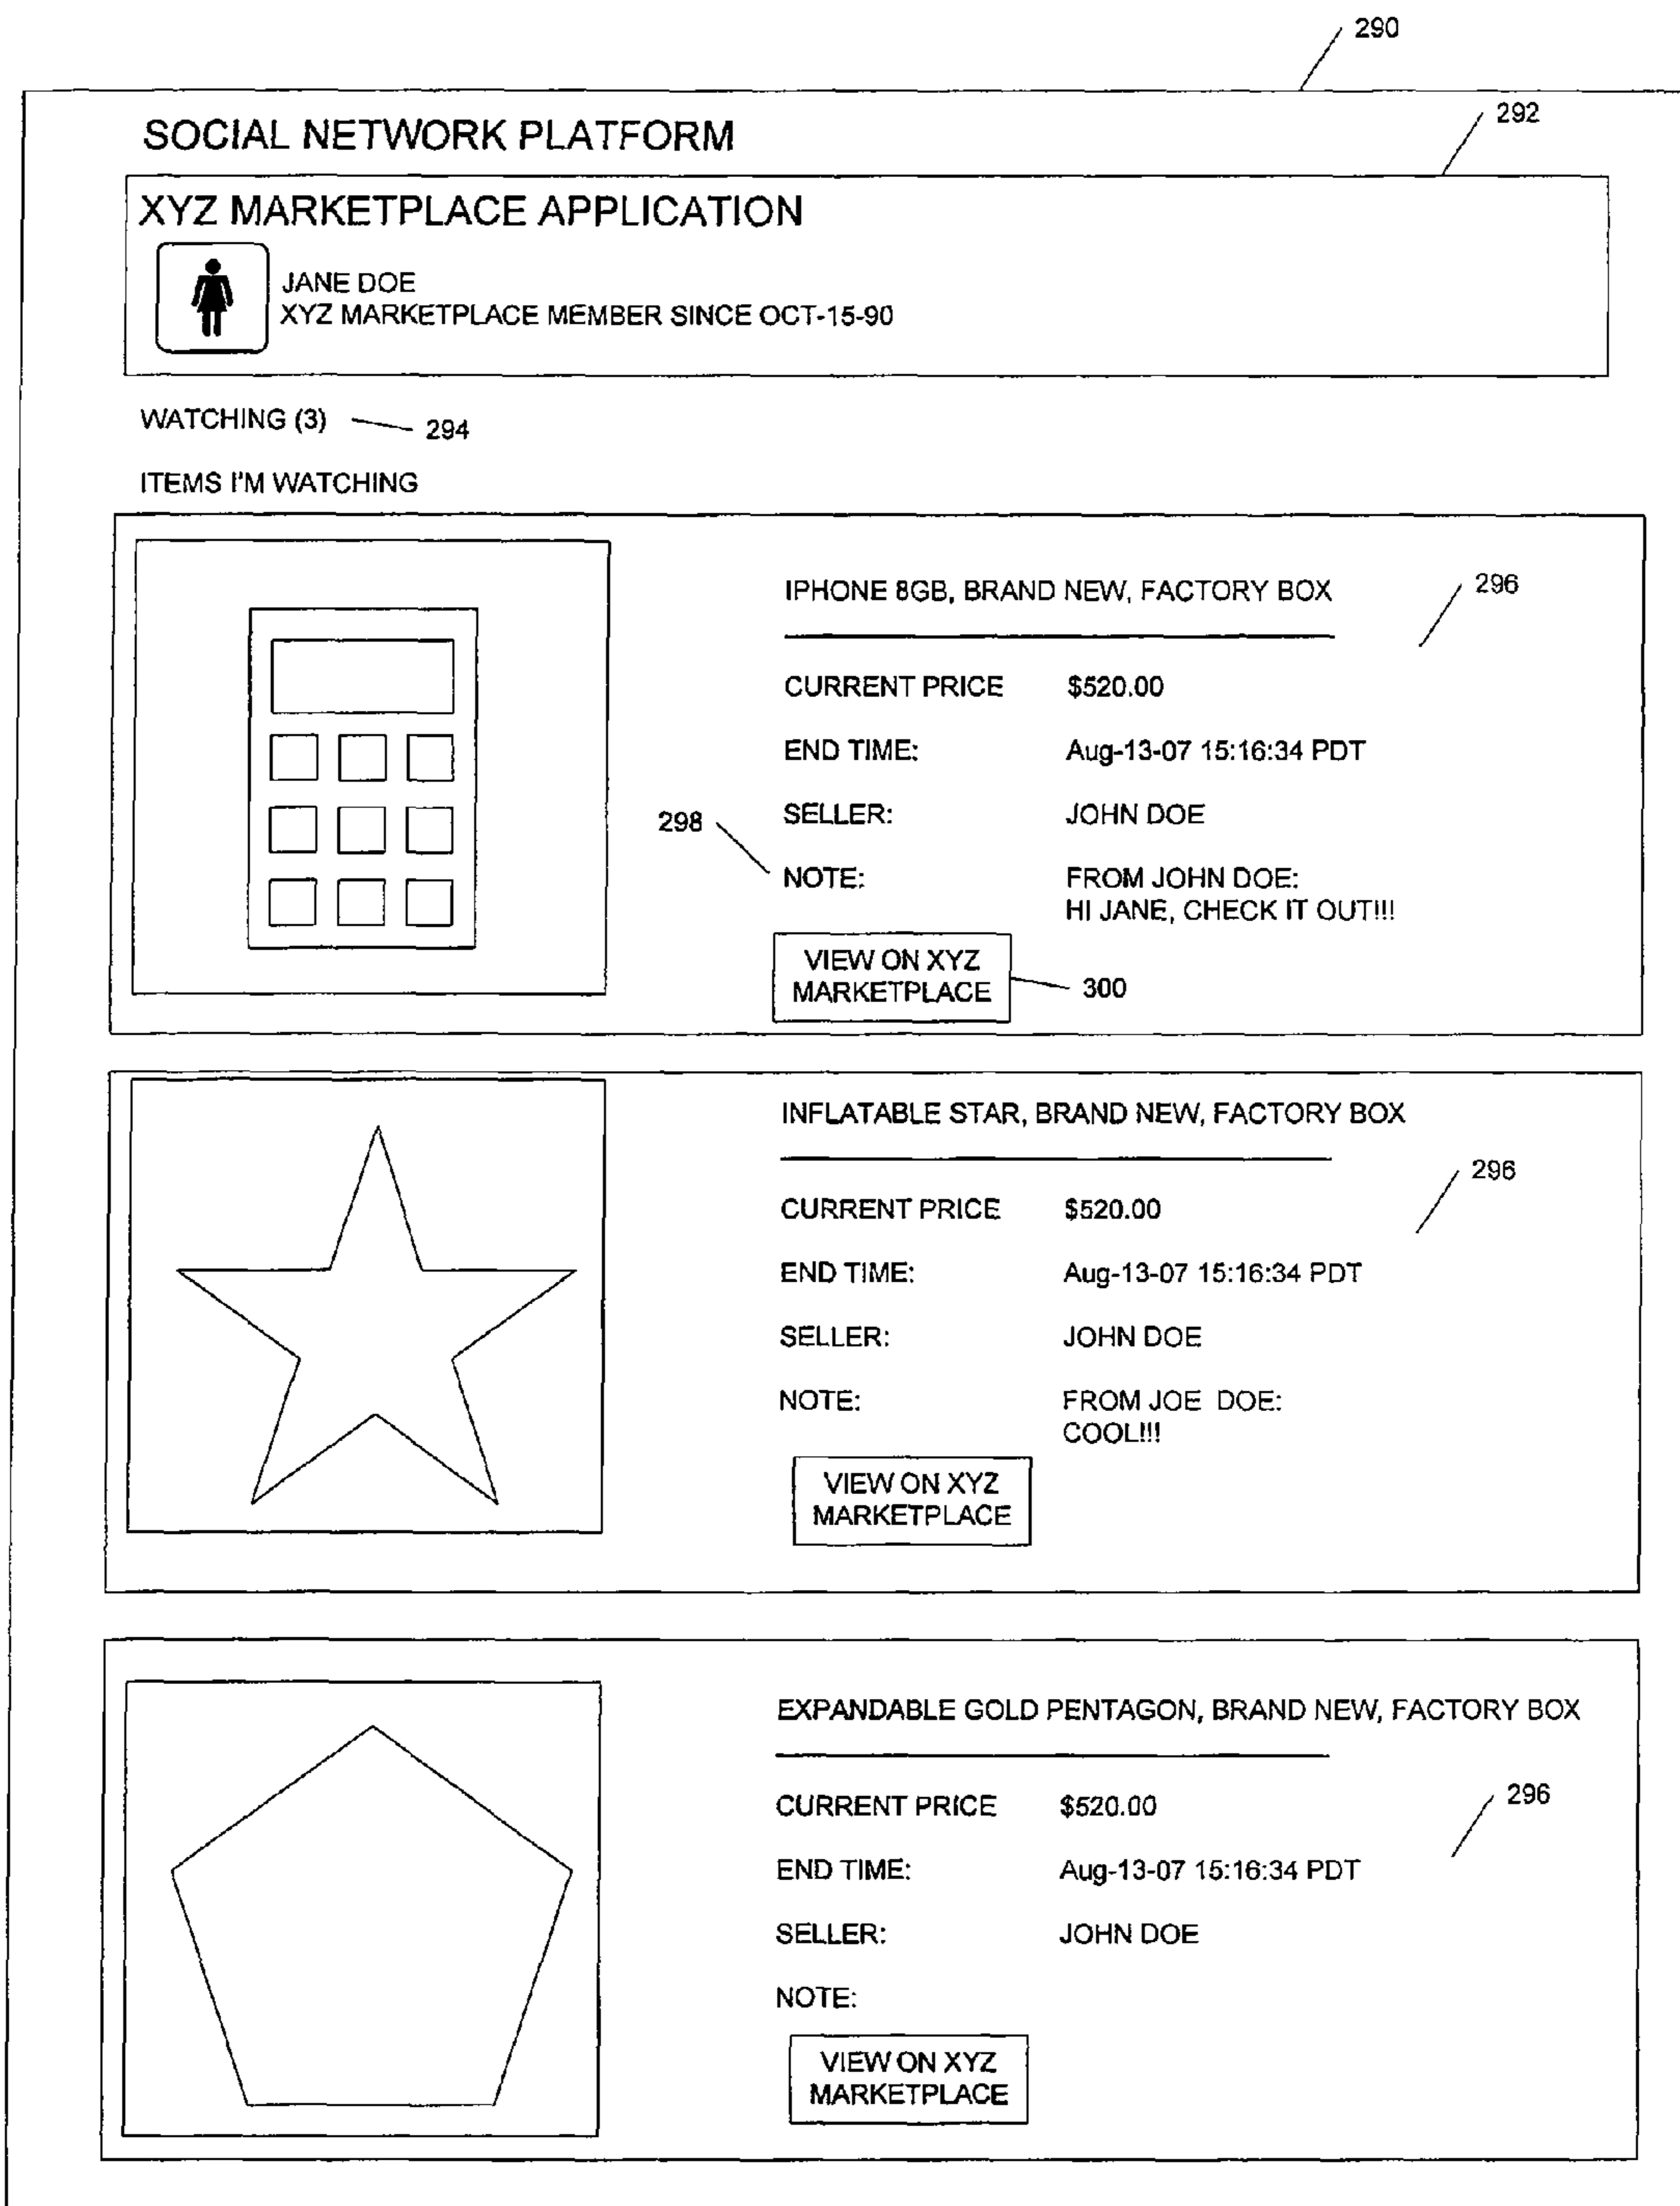 290
SOCIAL NETWORK PLATFORM
292
XYZ MARKETPLACE APPLICATION
JANE DOE
XYZ MARKETPLACE MEMBER SINCE OCT-15-90
WATCHING (3)
294
ITEMS I'M WATCHING
IPHONE 8GB, BRAND NEW, FACTORY BOX
296
CURRENT PRICE $520.00
END TIME: Aug-13-07 15:16:34 PDT
SELLER: JOHN DOE
298
NOTE: FROM JOHN DOE:
HI JANE, CHECK IT OUT!!!
VIEW ON XYZ
MARKETPLACE
300
INFLATABLE STAR, BRAND NEW, FACTORY BOX
296
CURRENT PRICE $520.00
END TIME: Aug-13-07 15:16:34 PDT
SELLER: JOHN DOE
NOTE: FROM JOE DOE:
COOL!!!
VIEW ON XYZ
MARKETPLACE
EXPANDABLE GOLD PENTAGON, BRAND NEW, FACTORY BOX
296
CURRENT PRICE $520.00
END TIME: Aug-13-07 15:16:34 PDT
SELLER: JOHN DOE
NOTE:
VIEW ON XYZ
MARKETPLACE